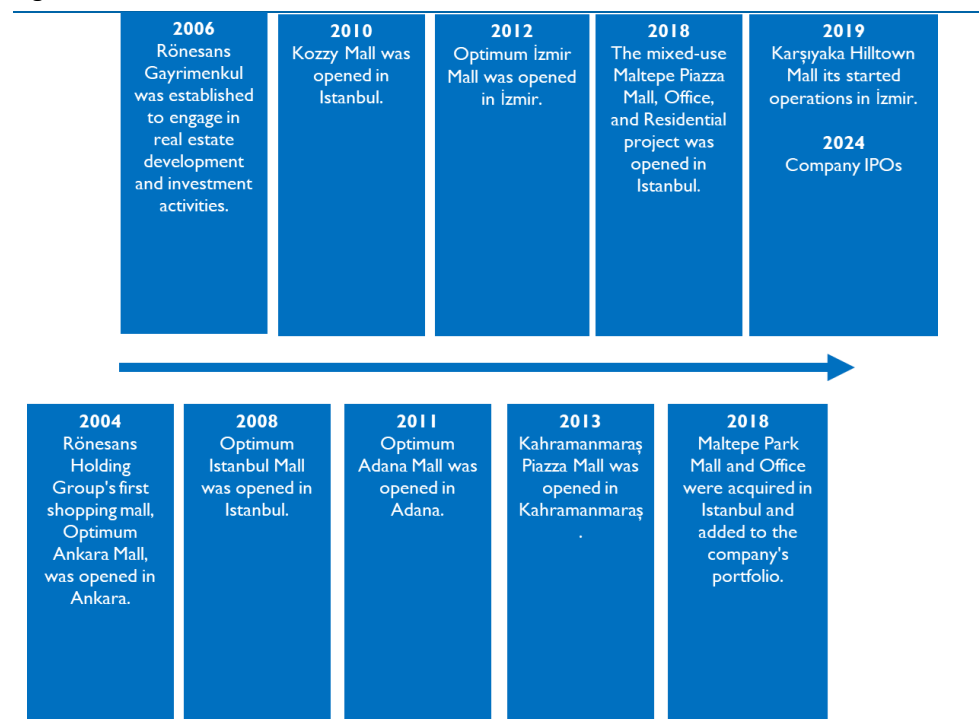 2006
Rönesans
Gayrimenkul
was established
to engage in
real estate
development
and investment
activities.
2010
Kozzy Mall was
opened in
Istanbul.
2012
Optimum İzmir
Mall was opened
in İzmir.
2018
The mixed-use
Maltepe Piazza
Mall, Office,
and Residential
project was
opened in
Istanbul.
2019
Karşıyaka Hilltown
Mall its started
operations in İzmir.
2024
Company IPOs
2004
Rönesans
Holding
Group's first
shopping mall,
Optimum
Ankara Mall,
was opened in
Ankara.
2008
Optimum
Istanbul Mall
was opened in
Istanbul.
2011
Optimum
Adana Mall was
opened in
Adana.
2013
Kahramanmaraş
Piazza Mall was
opened in
Kahramanmaraş
.
2018
Maltepe Park
Mall and Office
were acquired in
Istanbul and
added to the
company's
portfolio.